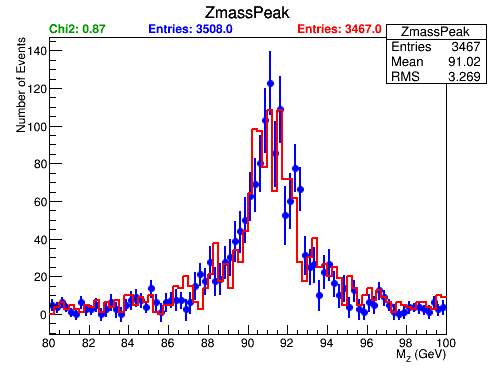 ZmassPeak
Chi2: 0.87 Entries: 3508.0 Entries: 3467.0
ZmassPeak
Entries 3467
Mean 91.02
RMS 3.269
Number of Events
140
120
100
80
60
40
20
0
80 82 84 86 88 90 92 94 96 98 100
M_Z (GeV)